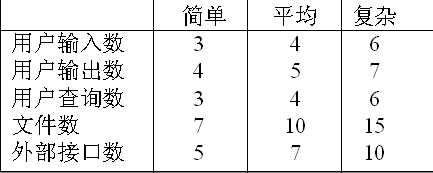 简单 平均 复杂
用户输入数 3 4 6
用户输出数 4 5 7
用户查询数 3 4 6
文件数 7 10 15
外部接口数 5 7 10